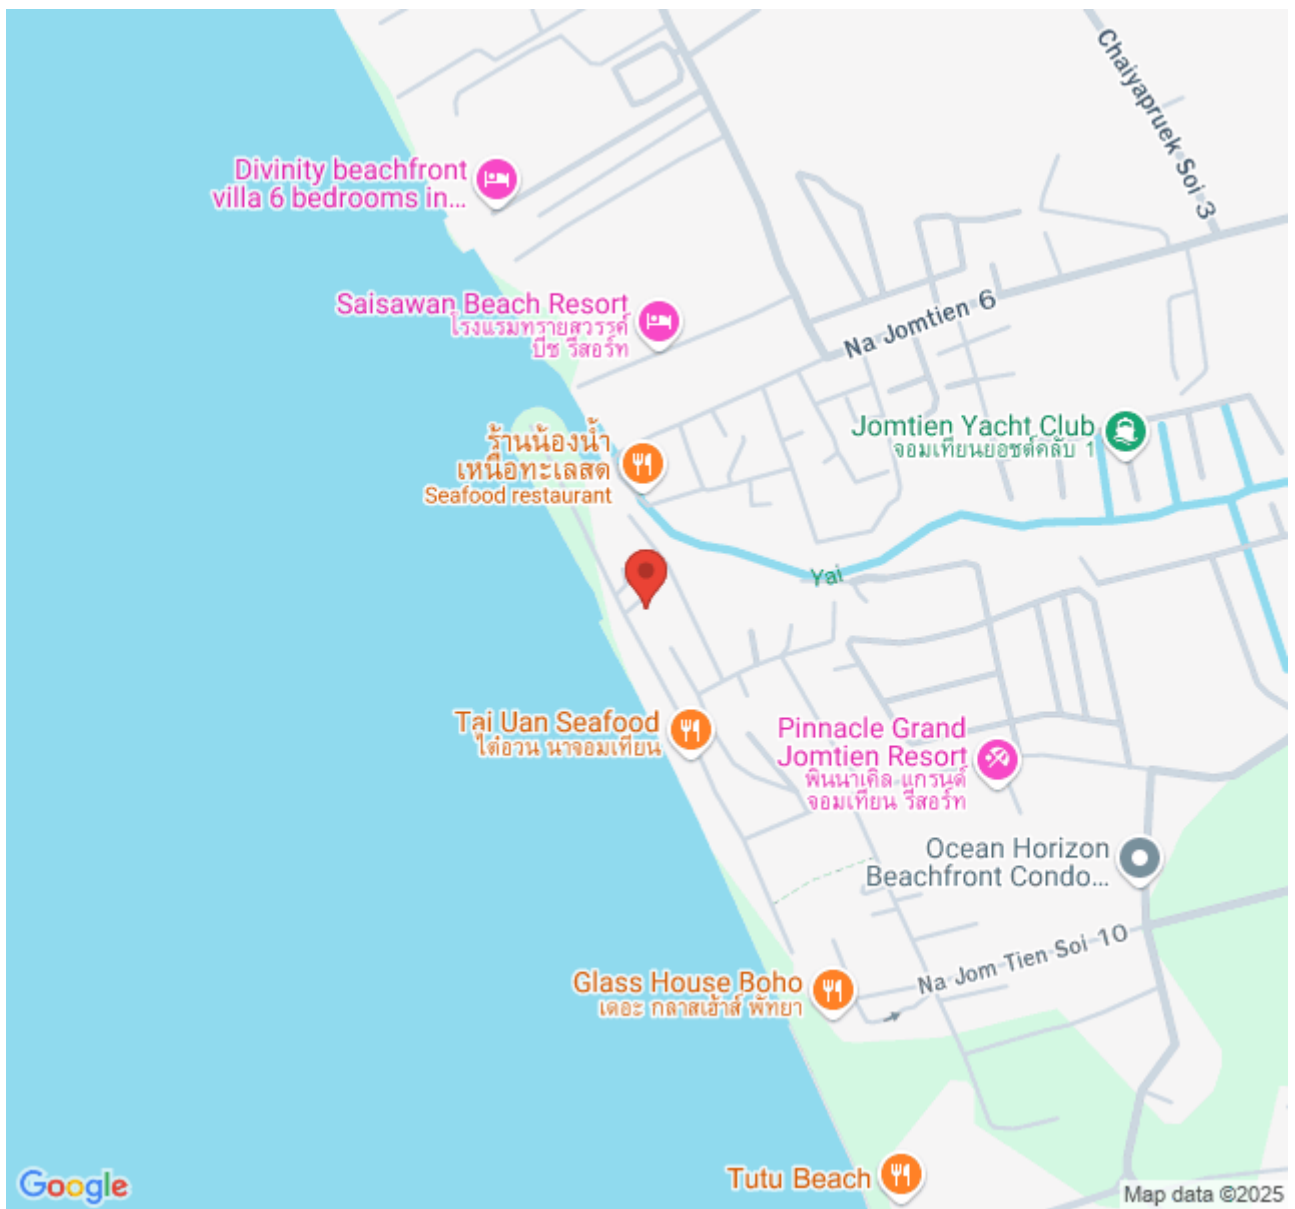 Chaiyapruek Soi 3
Divinity beachfront
villa 6 bedrooms in...
Saisawan Beach Resort
โรงแรมทรายสวรรค์
บีช รีสอร์ท
Na Jomtien 6
Jomtien Yacht Club
จอมเทียนยอชต์คลับ 1
ร้านน้องน้ำ
เหนือทะเลสด
Seafood restaurant
Yai
Tai Uan Seafood
ไต๋อวน นาจอมเทียน
Pinnacle Grand
Jomtien Resort
พินนาเคิล แกรนด์
จอมเทียน รีสอร์ท
Ocean Horizon
Beachfront Condo...
Na Jom Tien Soi 10
Glass House Boho
เดอะ กลาสเฮ้าส์ พัทยา
Tutu Beach
Google
Map data ©2025